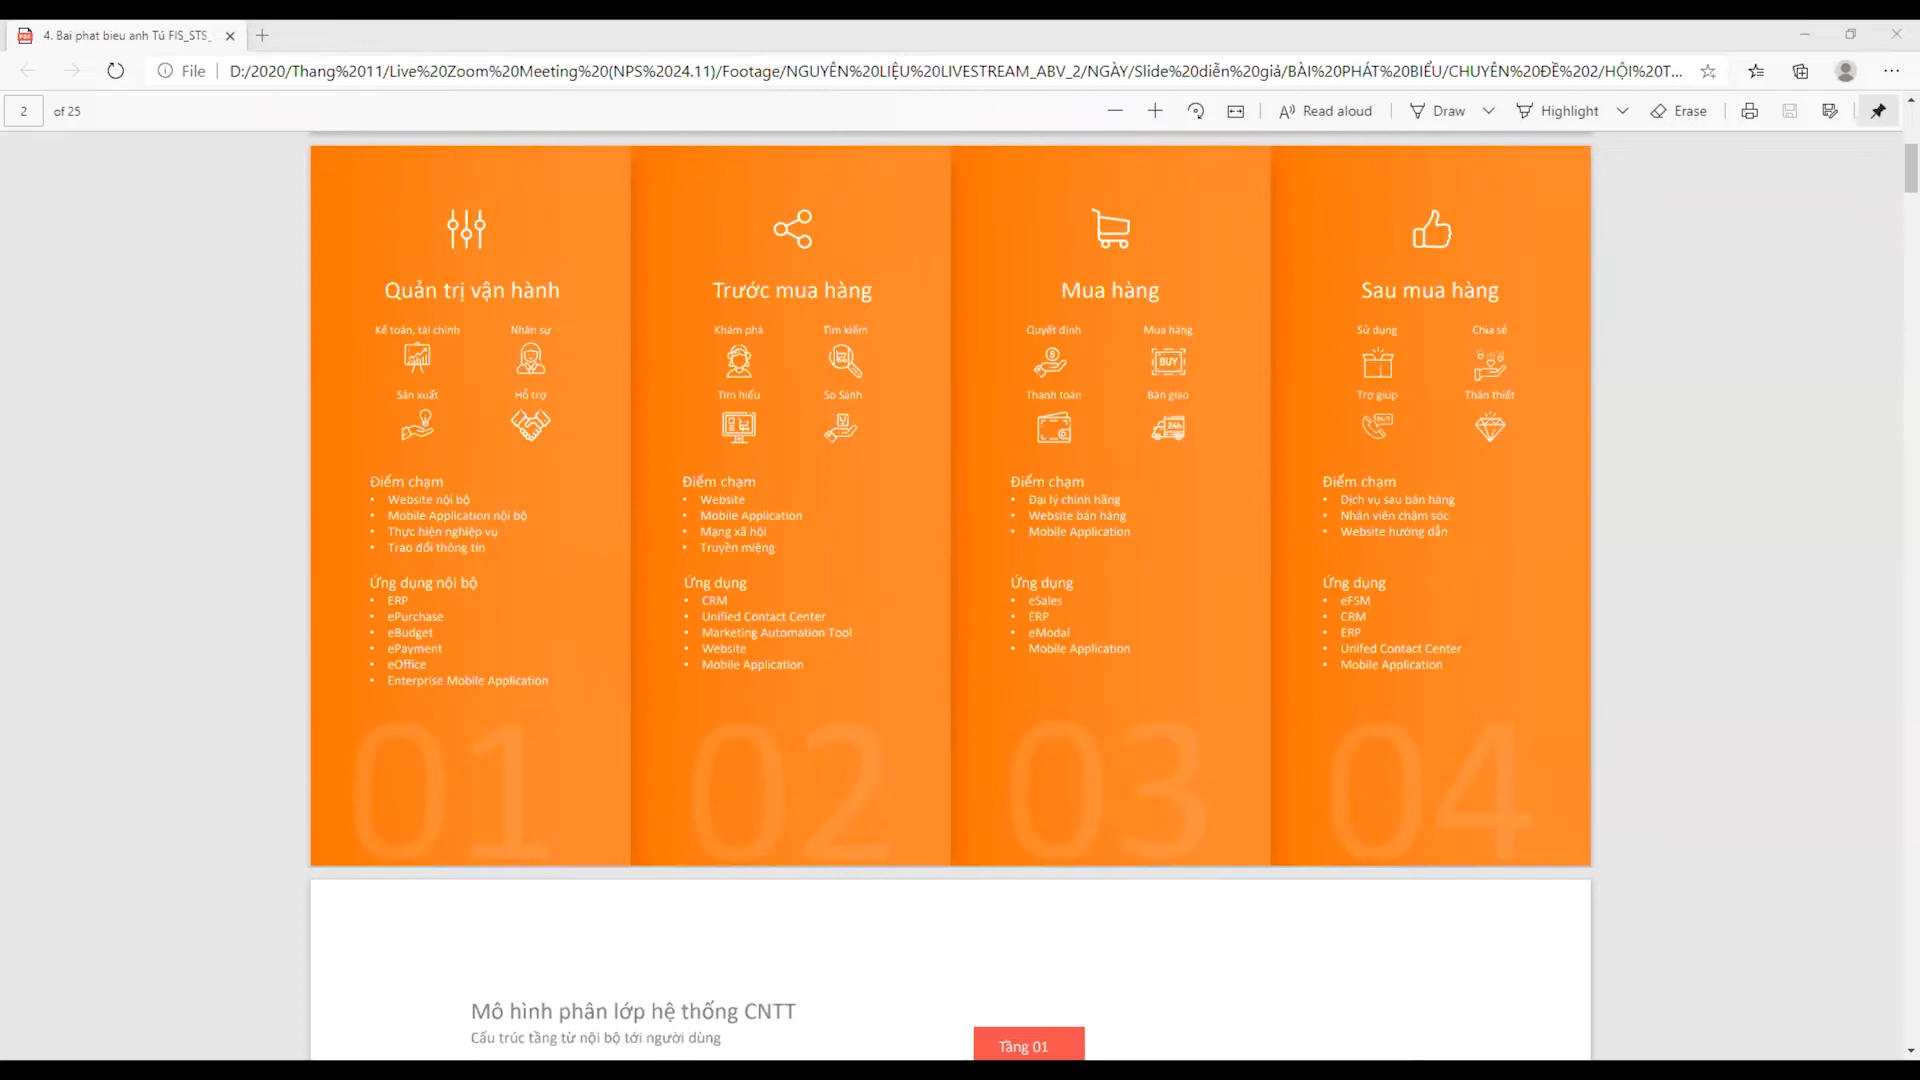 4. Bai phat bieu anh Tú FIS_STS_
File
D:/2020/Thang%2011/Live%20Zoom%20Meeting%20(NPS%2024.11)/Footage/NGUYÊN%20LIỆU%20LIVESTREAM_ABV_2/NGÀY/Slide%20diễn%20giả/BÀI%20PHÁT%20BIỂU/CHUYÊN%20ĐỀ%202/HỘI%20T...
2 of 25
Read aloud
Draw
Highlight
Erase
Quản trị vận hành
Kế toán, tài chính
Nhân sự
Sản xuất
Hỗ trợ
Điểm chạm
• Website nội bộ
• Mobile Application nội bộ
• Thực hiện nghiệp vụ
• Trao đổi thông tin
Ứng dụng nội bộ
• ERP
• ePurchase
• eBudget
• ePayment
• eOffice
• Enterprise Mobile Application
01
Trước mua hàng
Khám phá
Tìm kiếm
Tìm hiểu
So Sánh
Điểm chạm
• Website
• Mobile Application
• Mạng xã hội
• Truyền miệng
Ứng dụng
• CRM
• Unified Contact Center
• Marketing Automation Tool
• Website
• Mobile Application
02
Mua hàng
Quyết định
Mua hàng
BUY
Thanh toán
Bàn giao
24h
Điểm chạm
• Đại lý chính hãng
• Website bán hàng
• Mobile Application
Ứng dụng
• eSales
• ERP
• eModal
• Mobile Application
03
Sau mua hàng
Sử dụng
Chia sẻ
Trợ giúp
Thân thiết
24/7
Điểm chạm
• Dịch vụ sau bán hàng
• Nhân viên chậm sóc
• Website hướng dẫn
Ứng dụng
• eFSM
• CRM
• ERP
• Unifed Contact Center
• Mobile Application
04
Mô hình phân lớp hệ thống CNTT
Cấu trúc tầng từ nội bộ tới người dùng
Tầng 01